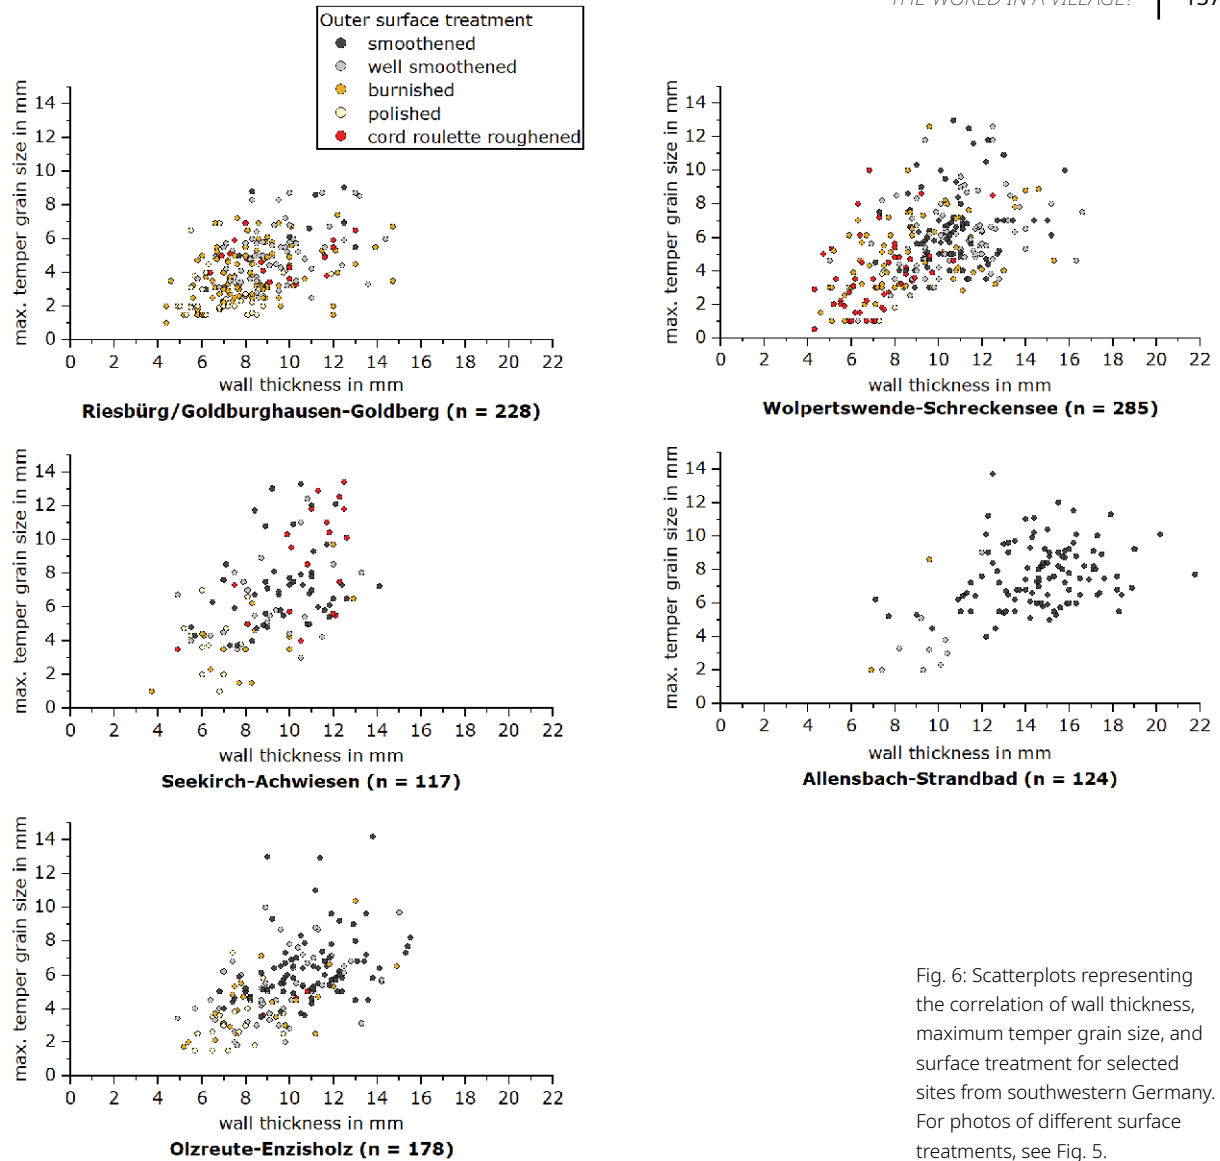 THE WORLD IN A VILLAGE?
137
Outer surface treatment
smoothened
well smoothened
burnished
polished
cord roulette roughened
max. temper grain size in mm
14
12
10
8
6
4
2
0
0 2 4 6 8 10 12 14 16 18 20 22
wall thickness in mm
Riesbürg/Goldburghausen-Goldberg (n = 228)
max. temper grain size in mm
14
12
10
8
6
4
2
0
0 2 4 6 8 10 12 14 16 18 20 22
wall thickness in mm
Wolpertswende-Schreckensee (n = 285)
max. temper grain size in mm
14
12
10
8
6
4
2
0
0 2 4 6 8 10 12 14 16 18 20 22
wall thickness in mm
Seekirch-Achwiesen (n = 117)
max. temper grain size in mm
14
12
10
8
6
4
2
0
0 2 4 6 8 10 12 14 16 18 20 22
wall thickness in mm
Allensbach-Strandbad (n = 124)
max. temper grain size in mm
14
12
10
8
6
4
2
0
0 2 4 6 8 10 12 14 16 18 20 22
wall thickness in mm
Olzreute-Enzisholz (n = 178)
Fig. 6: Scatterplots representing
the correlation of wall thickness,
maximum temper grain size, and
surface treatment for selected
sites from southwestern Germany.
For photos of different surface
treatments, see Fig. 5.